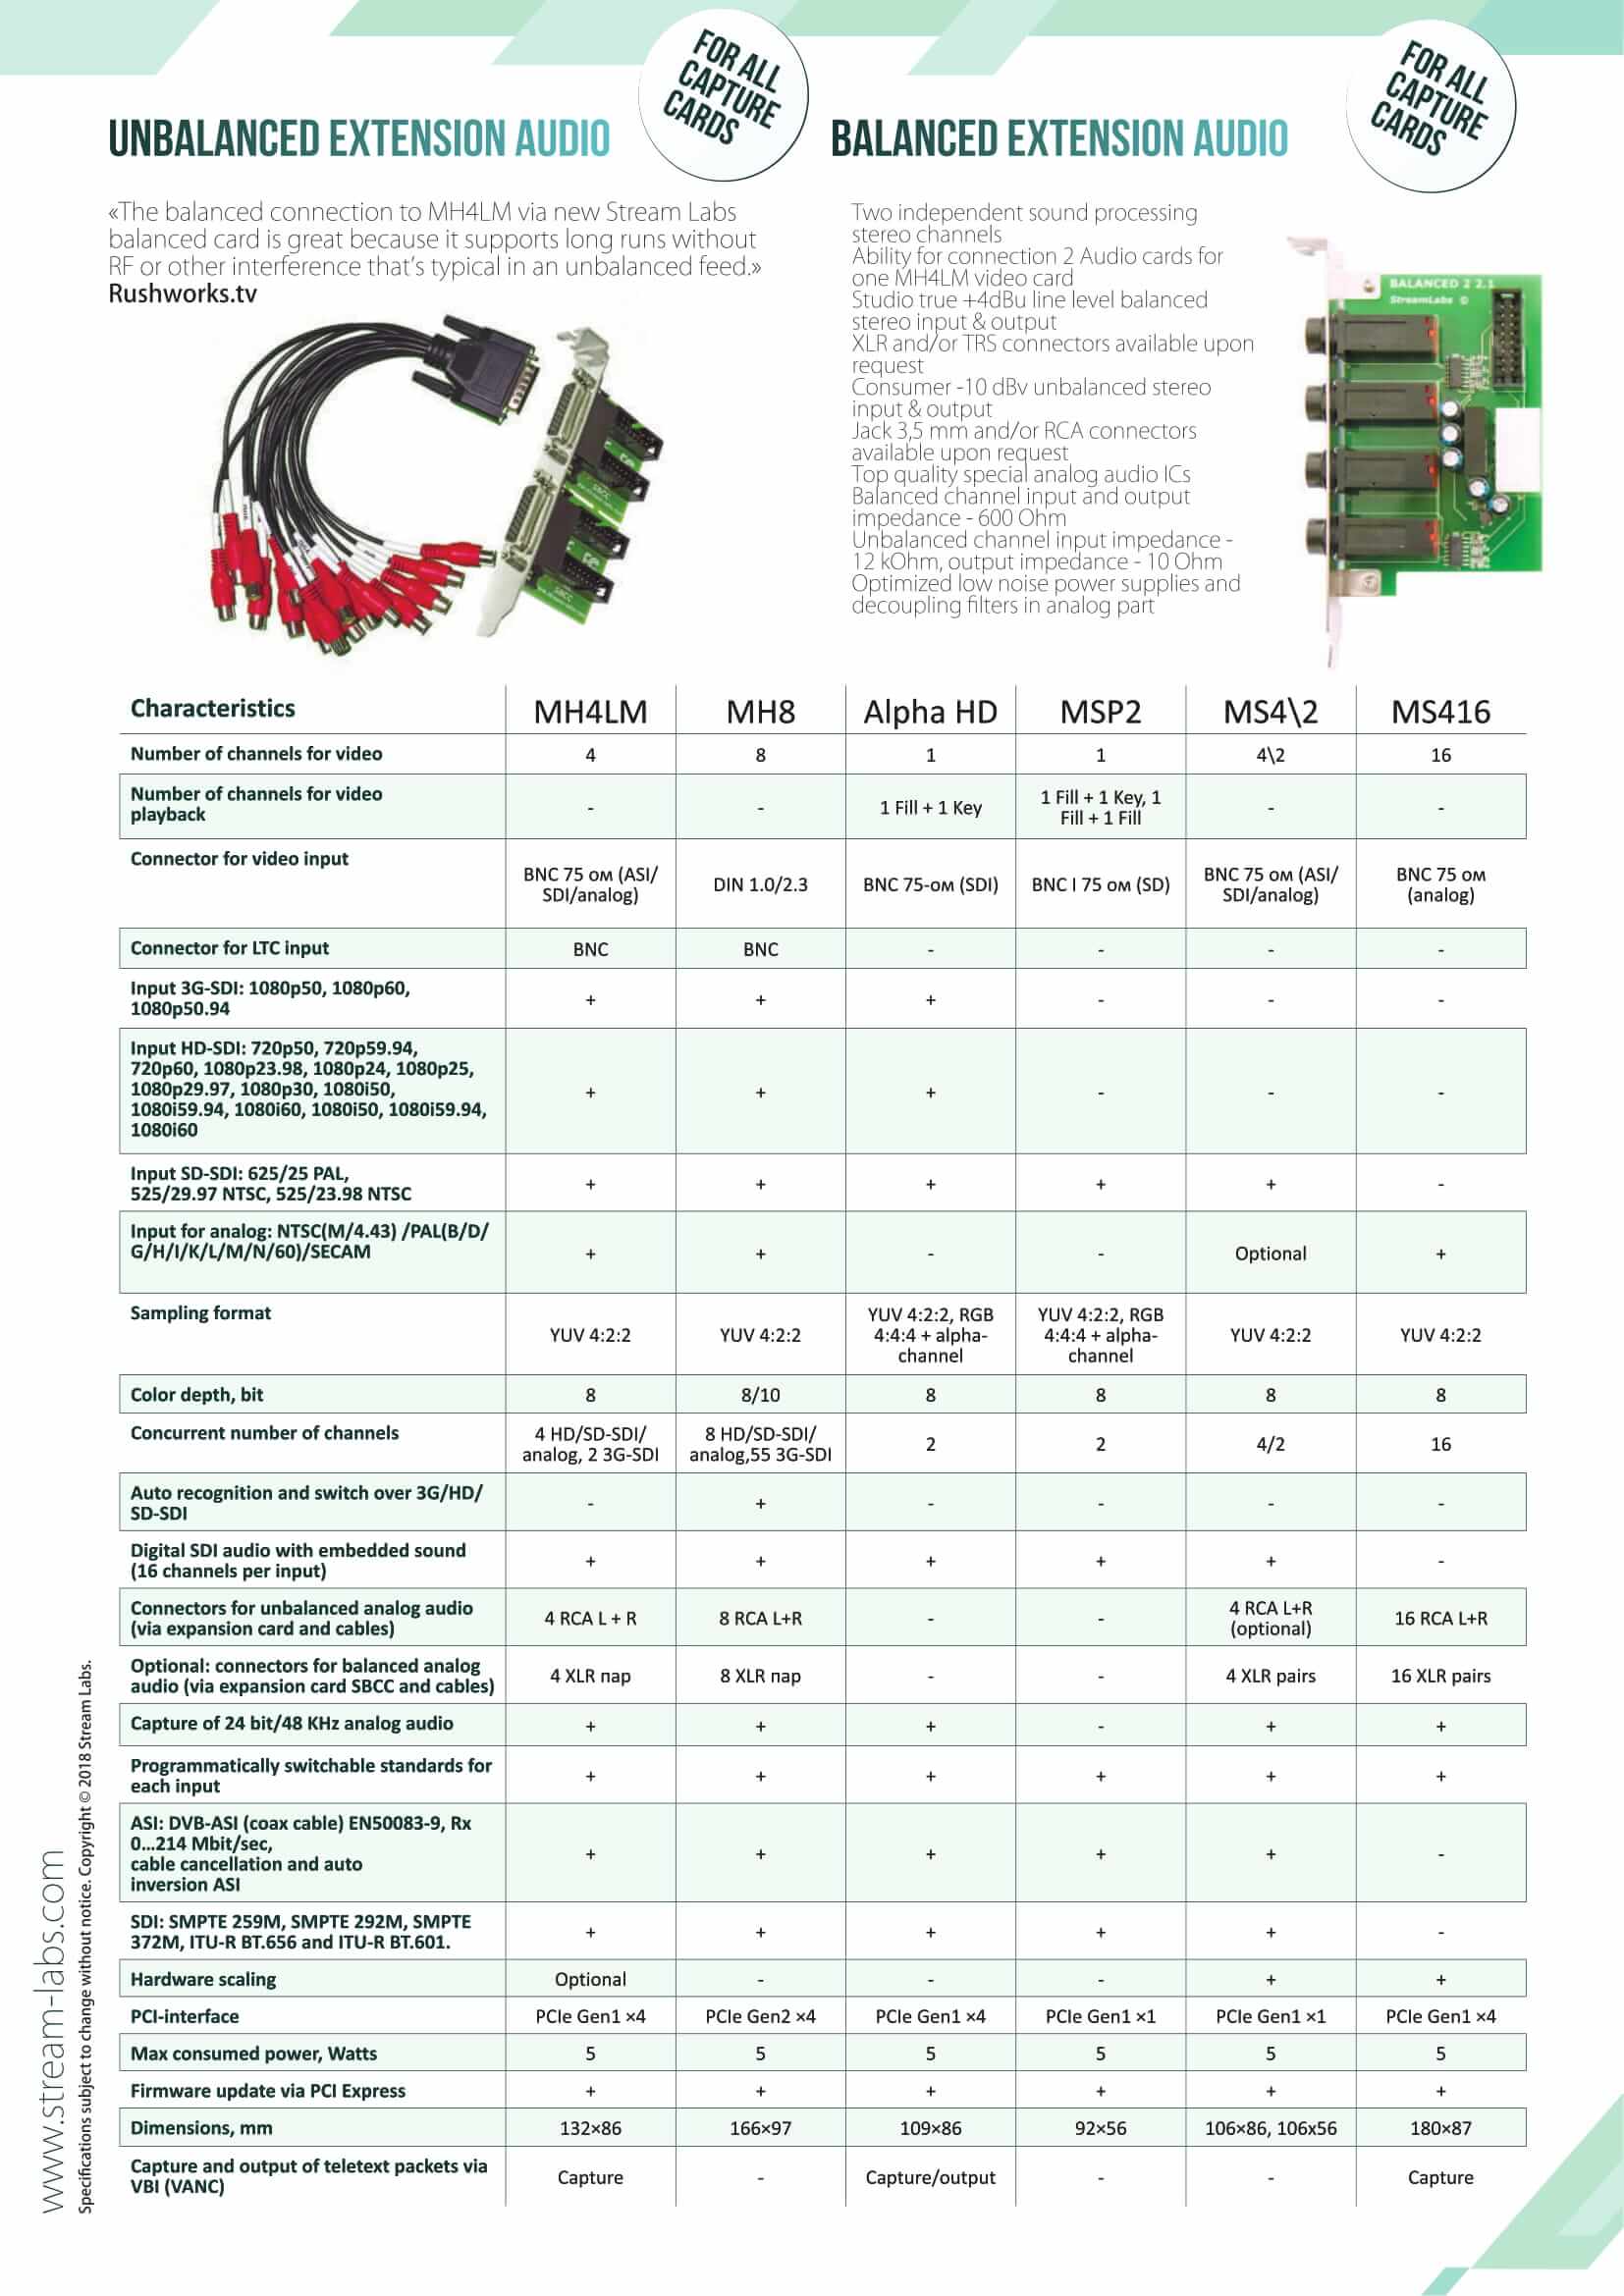 FOR ALL
CAPTURE
CARDS
FOR ALL
CAPTURE
CARDS
UNBALANCED EXTENSION AUDIO
BALANCED EXTENSION AUDIO
«The balanced connection to MH4LM via new Stream Labs
balanced card is great because it supports long runs without
RF or other interference that's typical in an unbalanced feed.»
Rushworks.tv
Two independent sound processing
stereo channels
Ability for connection 2 Audio cards for
one MH4LM video card
Studio true +4dBu line level balanced
stereo input & output
XLR and/or TRS connectors available upon
request
Consumer -10 dBv unbalanced stereo
input & output
Jack 3,5 mm and/or RCA connectors
available upon request
Top quality special analog audio ICs
Balanced channel input and output
impedance - 600 Ohm
Unbalanced channel input impedance -
12 kOhm, output impedance - 10 Ohm
Optimized low noise power supplies and
decoupling filters in analog part
BALANCED 2 2.1
StreamLabs ©
SBCC
SBCC
Characteristics MH4LM MH8 Alpha HD MSP2 MS4\2 MS416
Number of channels for video 4 8 1 1 4\2 16
Number of channels for video
playback
- - 1 Fill + 1 Key 1 Fill + 1 Key, 1
Fill + 1 Fill - -
Connector for video input
BNC 75 ом (ASI/
SDI/analog) DIN 1.0/2.3 BNC 75-ом (SDI) BNC I 75 ом (SD) BNC 75 ом (ASI/
SDI/analog) BNC 75 ом
(analog)
Connector for LTC input BNC BNC - - - -
Input 3G-SDI: 1080p50, 1080p60,
1080p50.94
+ + + - - -
Input HD-SDI: 720p50, 720p59.94,
720p60, 1080p23.98, 1080p24, 1080p25,
1080p29.97, 1080p30, 1080i50,
1080i59.94, 1080i60, 1080i50, 1080i59.94,
1080i60
+ + + - - -
Input SD-SDI: 625/25 PAL,
525/29.97 NTSC, 525/23.98 NTSC
+ + + + + -
Input for analog: NTSC(M/4.43) /PAL(B/D/
G/H/I/K/L/M/N/60)/SECAM
+ + - - Optional +
Sampling format
YUV 4:2:2 YUV 4:2:2 YUV 4:2:2, RGB
4:4:4 + alpha-
channel YUV 4:2:2, RGB
4:4:4 + alpha-
channel YUV 4:2:2 YUV 4:2:2
Color depth, bit 8 8/10 8 8 8 8
Concurrent number of channels
4 HD/SD-SDI/
analog, 2 3G-SDI 8 HD/SD-SDI/
analog,55 3G-SDI 2 2 4/2 16
Auto recognition and switch over 3G/HD/
SD-SDI
- + - - - -
Digital SDI audio with embedded sound
(16 channels per input)
+ + + + + -
Connectors for unbalanced analog audio
(via expansion card and cables)
4 RCA L + R 8 RCA L+R - - 4 RCA L+R
(optional) 16 RCA L+R
Optional: connectors for balanced analog
audio (via expansion card SBCC and cables)
4 XLR пар 8 XLR пар - - 4 XLR pairs 16 XLR pairs
Capture of 24 bit/48 KHz analog audio + + + - + +
Programmatically switchable standards for
each input
+ + + + + +
ASI: DVB-ASI (coax cable) EN50083-9, Rx
0...214 Mbit/sec,
cable cancellation and auto
inversion ASI
+ + + + + -
SDI: SMPTE 259M, SMPTE 292M, SMPTE
372M, ITU-R BT.656 and ITU-R BT.601.
+ + + + + -
Hardware scaling Optional - - - + +
PCI-interface PCIe Gen1 ×4 PCIe Gen2 ×4 PCIe Gen1 ×4 PCIe Gen1 ×1 PCIe Gen1 ×1 PCIe Gen1 ×4
Max consumed power, Watts 5 5 5 5 5 5
Firmware update via PCI Express + + + + + +
Dimensions, mm 132×86 166×97 109×86 92×56 106×86, 106x56 180×87
Capture and output of teletext packets via
VBI (VANC)
Capture - Capture/output - - Capture
www.stream-labs.com
Specifications subject to change without notice. Copyright © 2018 Stream Labs.